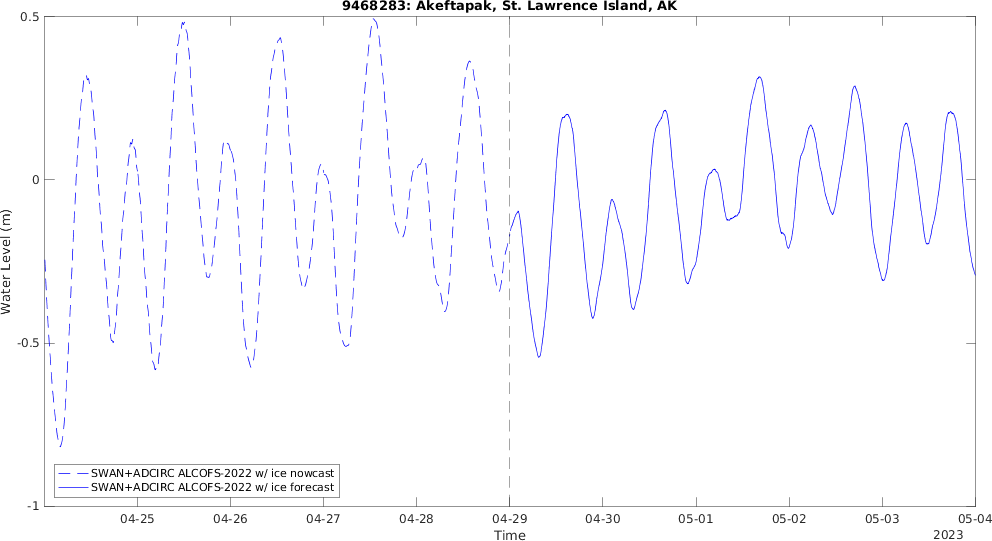 9468283: Akeftapak, St. Lawrence Island, AK
0.5
0
-0.5
-1
Water Level (m)
SWAN+ADCIRC ALCOFS-2022 w/ ice nowcast
SWAN+ADCIRC ALCOFS-2022 w/ ice forecast
04-25 04-26 04-27 04-28 04-29 04-30 05-01 05-02 05-03 05-04
Time
2023